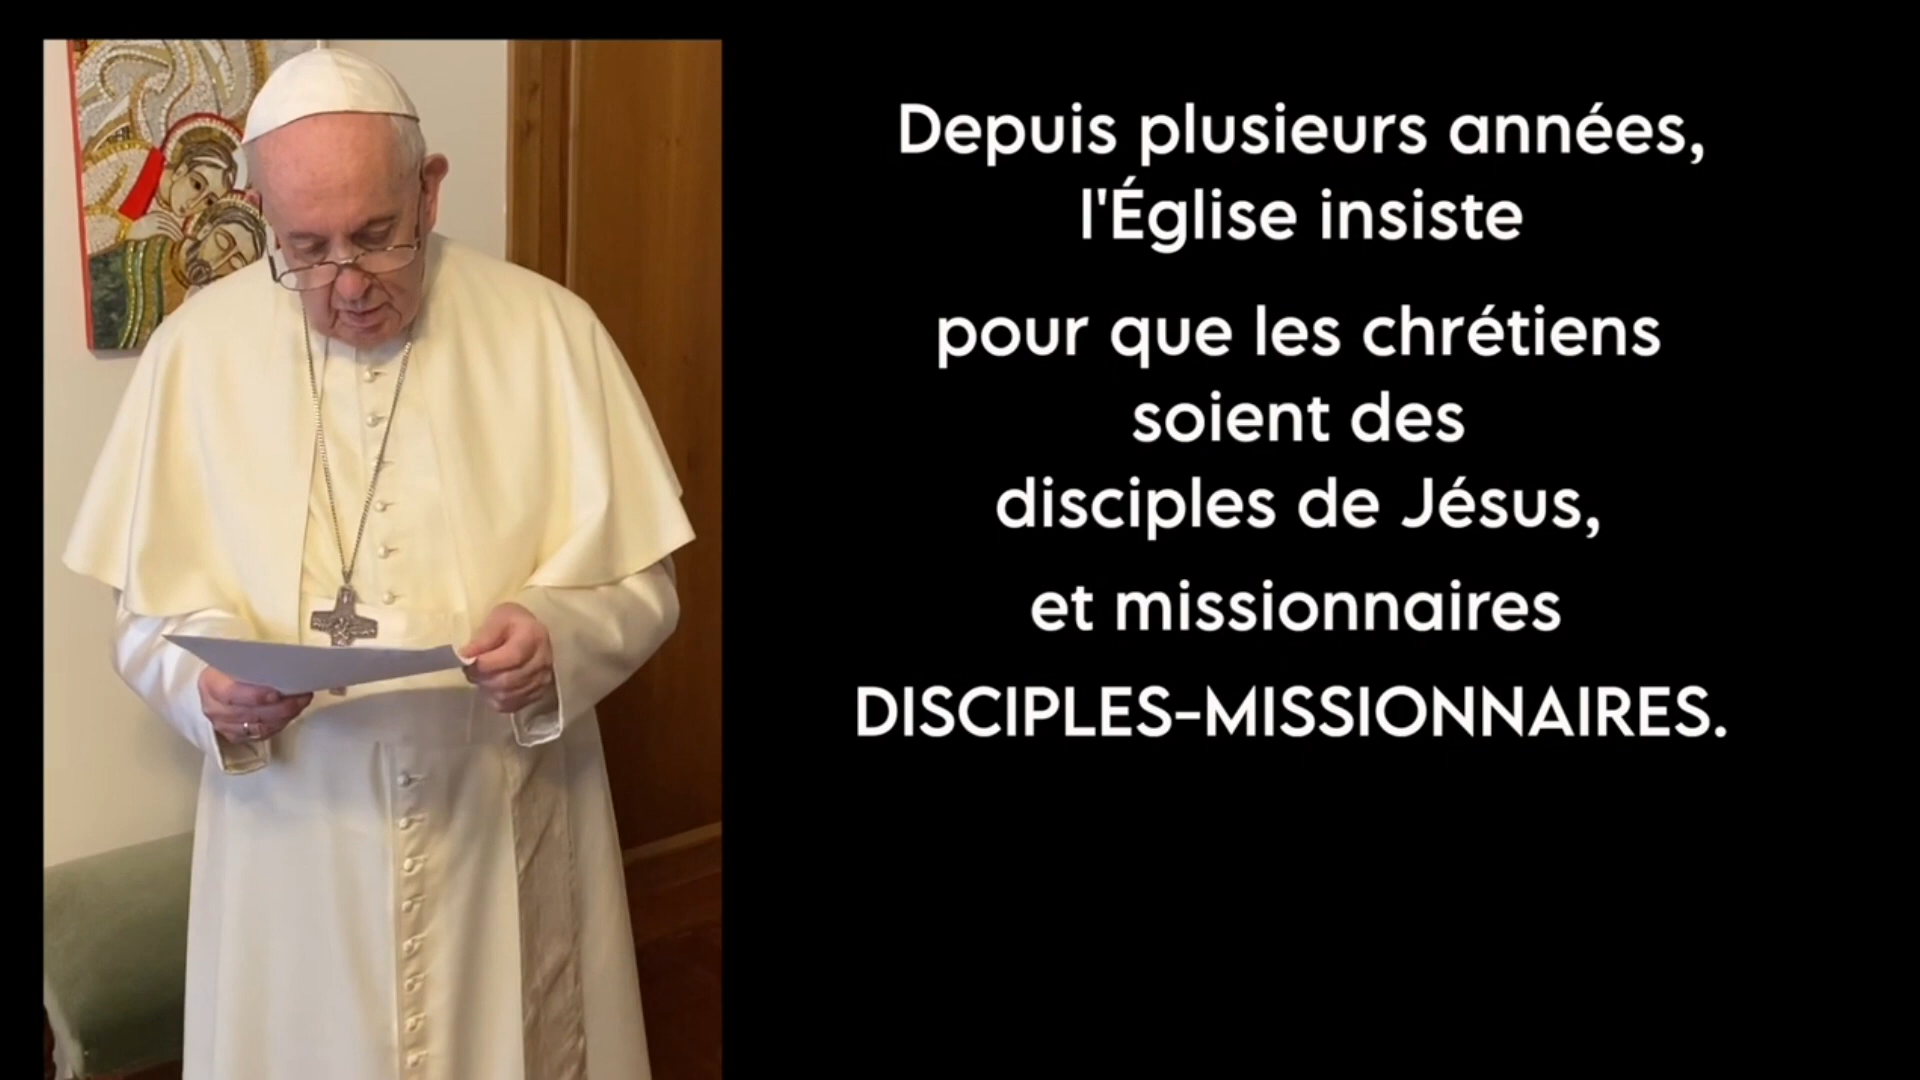 Depuis plusieurs années,
l'Église insiste
pour que les chrétiens
soient des
disciples de Jésus,
et missionnaires
DISCIPLES-MISSIONNAIRES.